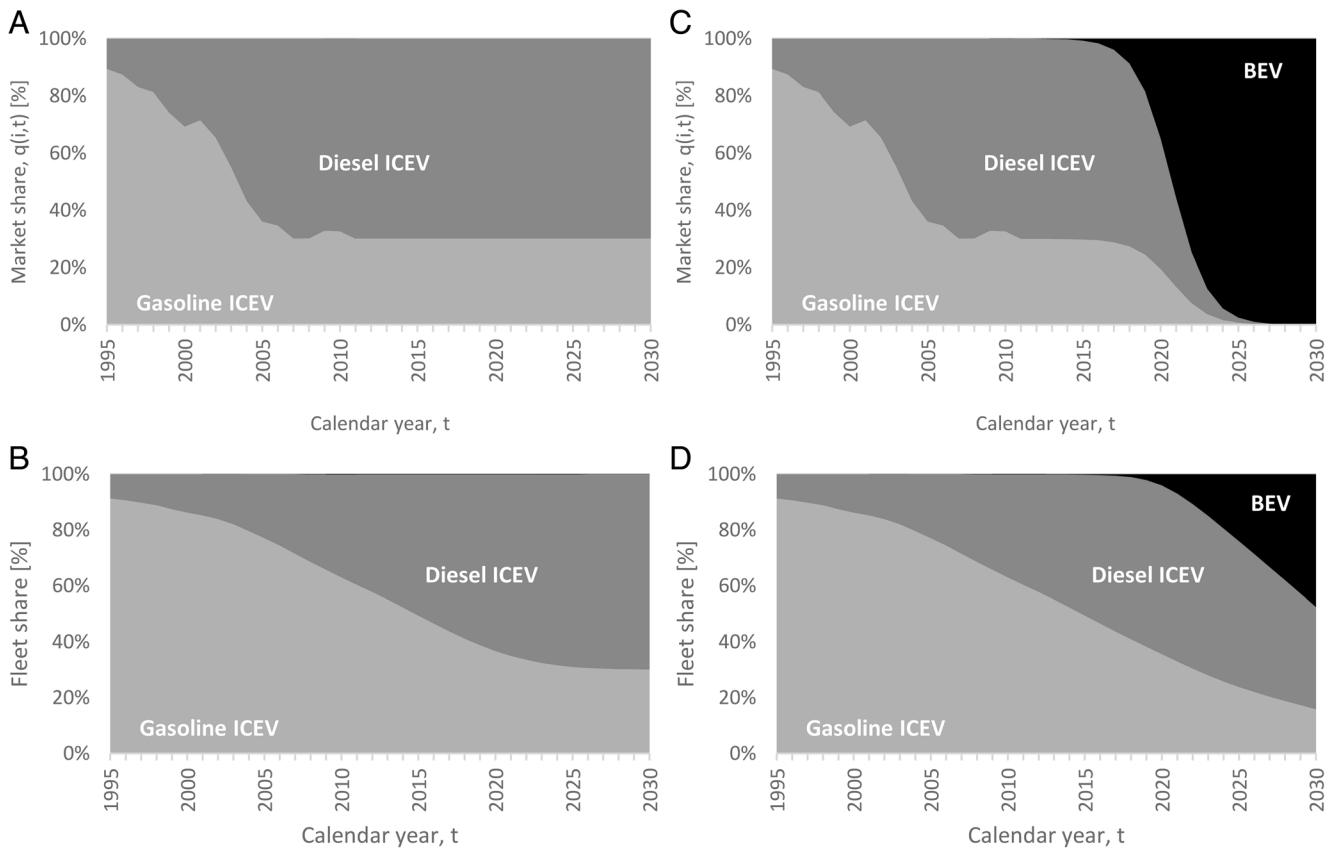 A
Market share, q(i,t) [%]
100%
80%
60%
40%
20%
0%
Diesel ICEV
Gasoline ICEV
1995
2000
2005
2010
2015
2020
2025
2030
Calendar year, t
C
Market share, q(i,t) [%]
100%
80%
60%
40%
20%
0%
BEV
Diesel ICEV
Gasoline ICEV
1995
2000
2005
2010
2015
2020
2025
2030
Calendar year, t
B
Fleet share [%]
100%
80%
60%
40%
20%
0%
Diesel ICEV
Gasoline ICEV
1995
2000
2005
2010
2015
2020
2025
2030
Calendar year, t
D
Fleet share [%]
100%
80%
60%
40%
20%
0%
BEV
Diesel ICEV
Gasoline ICEV
1995
2000
2005
2010
2015
2020
2025
2030
Calendar year, t